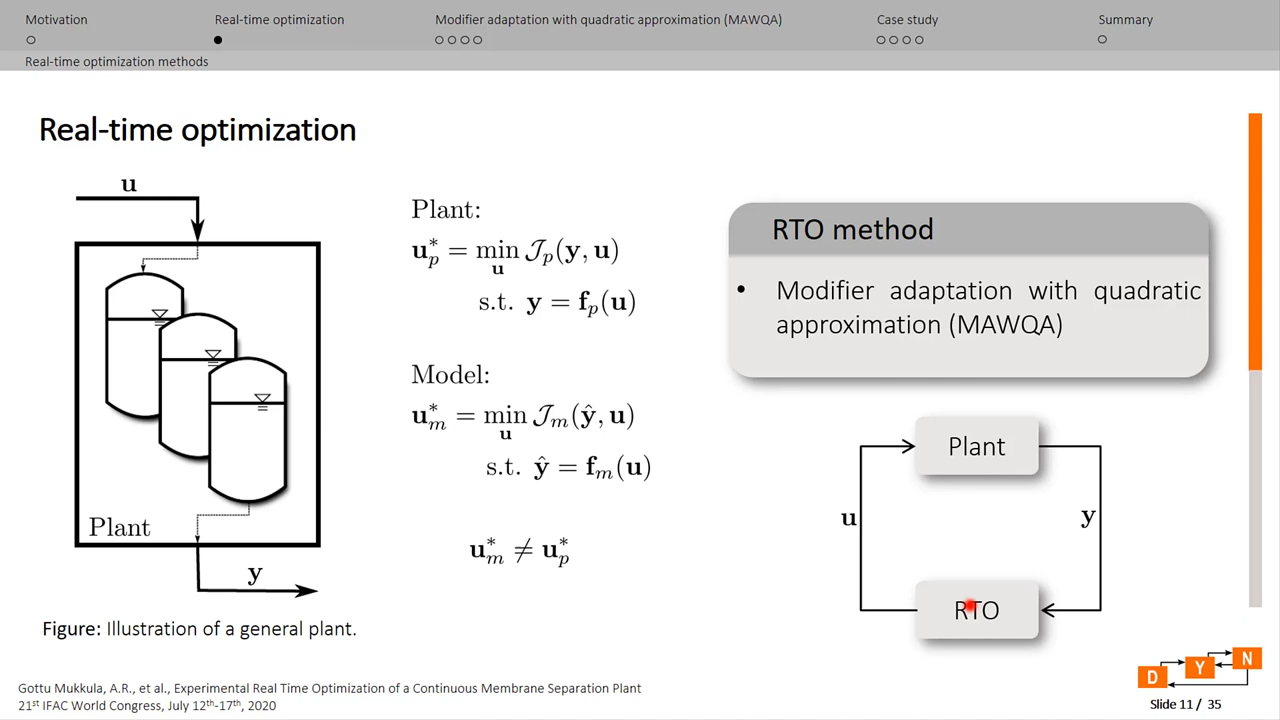 Motivation
Real-time optimization
Modifier adaptation with quadratic approximation (MAWQA)
Case study
Summary
Real-time optimization methods
Real-time optimization
u
Plant
y
Figure: Illustration of a general plant.
Plant:
u*ₚ = min Jₚ(y, u)
u
s.t. y = fₚ(u)
Model:
u*ₘ = min Jₘ(ŷ, u)
u
s.t. ŷ = fₘ(u)
u*ₘ ≠ u*ₚ
RTO method
• Modifier adaptation with quadratic
approximation (MAWQA)
Plant
u
y
RTO
Gottu Mukkula, A.R., et al., Experimental Real Time Optimization of a Continuous Membrane Separation Plant
21st IFAC World Congress, July 12th-17th, 2020
D Y N
Slide 11 / 35